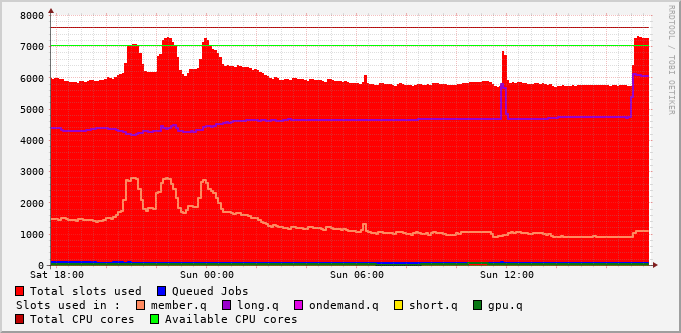 8000
7000
6000
5000
4000
3000
2000
1000
0
Sat 18:00 Sun 00:00 Sun 06:00 Sun 12:00
RRDTOOL / TOBI OETIKER
Total slots used Queued Jobs
Slots used in : member.q long.q ondemand.q short.q gpu.q
Total CPU cores Available CPU cores